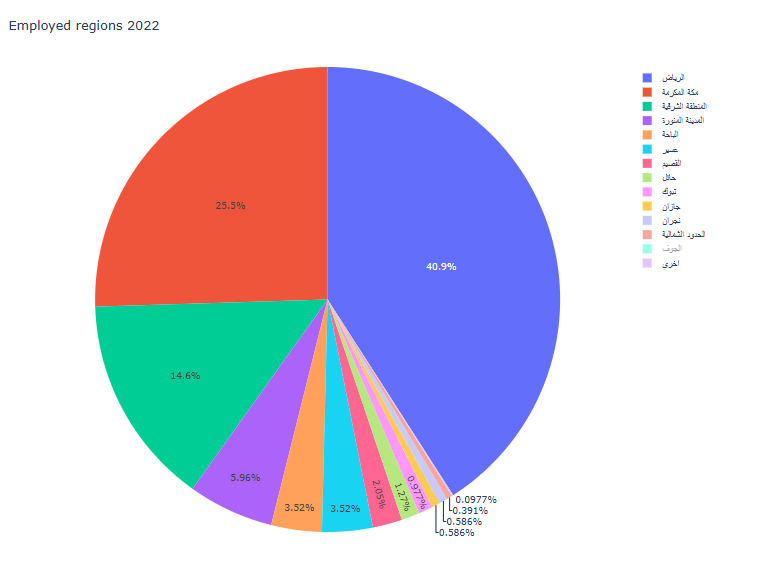 Employed regions 2022
الرياض
مكة المكرمة
المنطقة الشرقية
المدينة المنورة
الباحة
عسير
القصيم
حائل
تبوك
جازان
نجران
الحدود الشمالية
الجوف
اخرى
25.5%
40.9%
14.6%
5.96%
3.52%
3.52%
2.05%
1.27%
0.977%
0.0977%
0.391%
0.586%
0.586%